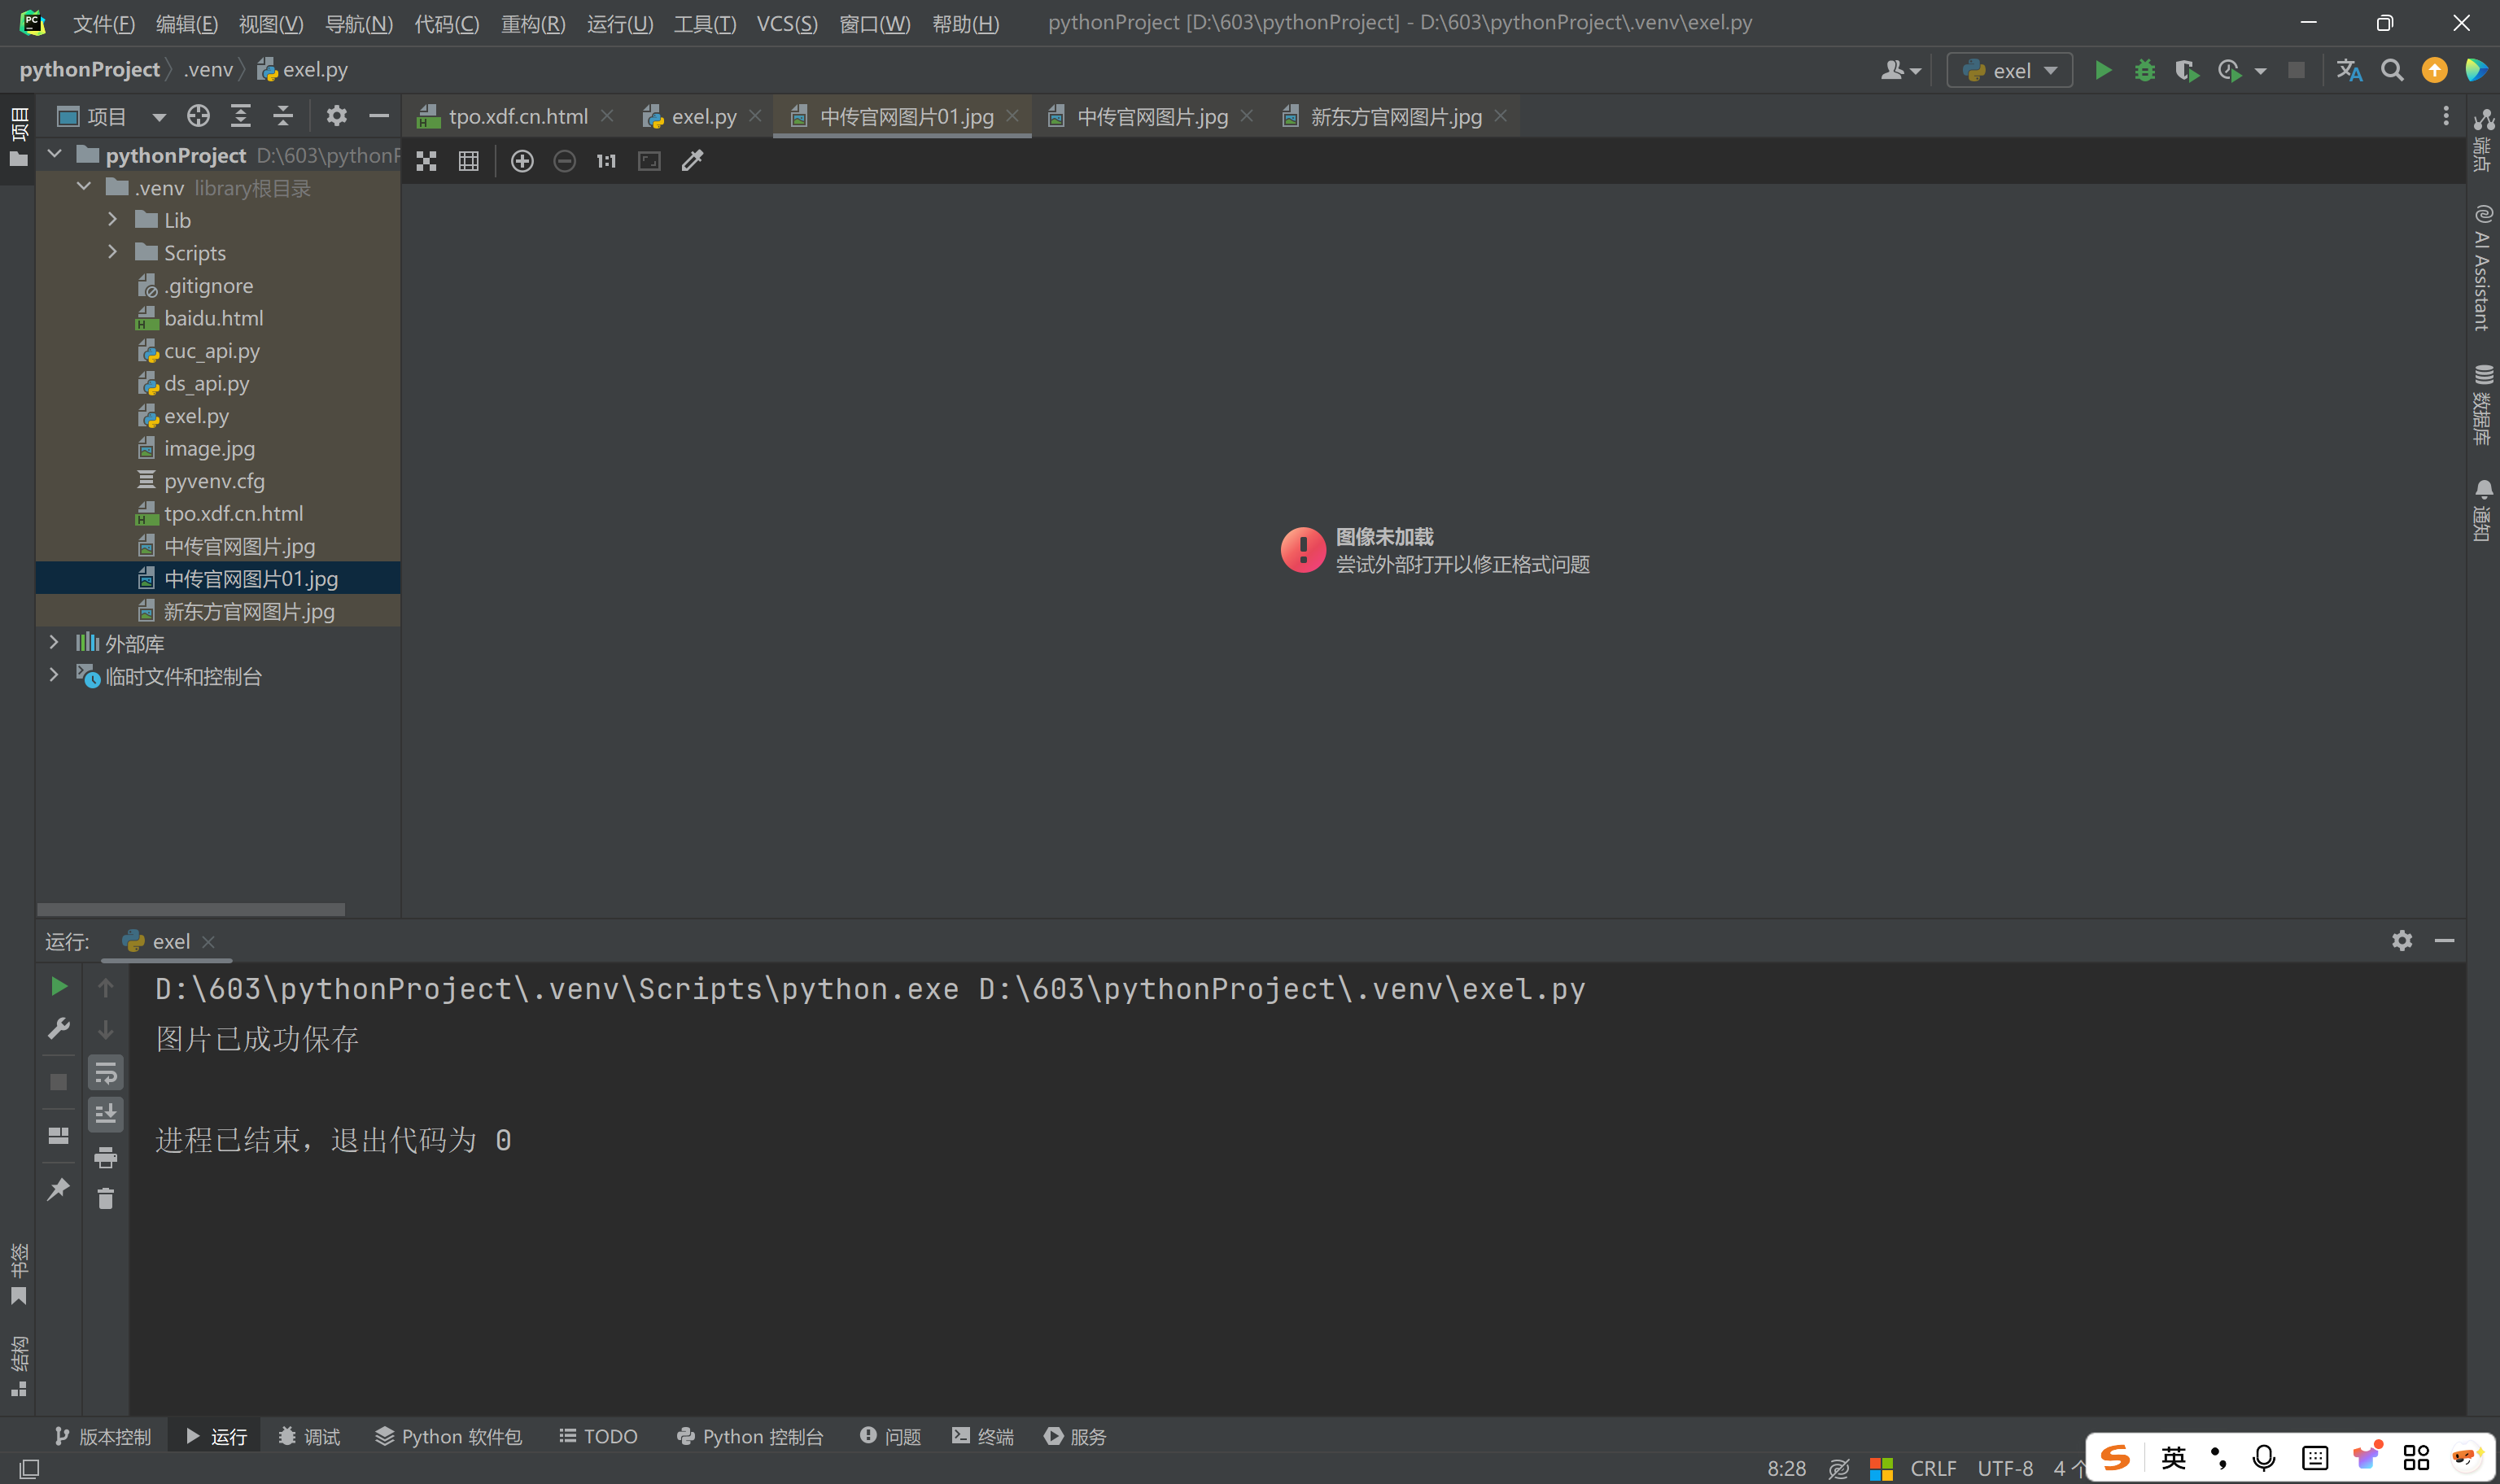 文件(F) 编辑(E) 视图(V) 导航(N) 代码(C) 重构(R) 运行(U) 工具(T) VCS(S) 窗口(W) 帮助(H) pythonProject [D:\603\pythonProject] - D:\603\pythonProject\.venv\exel.py
pythonProject .venv exel.py
exel
项目
tpo.xdf.cn.html exel.py 中传官网图片01.jpg 中传官网图片.jpg 新东方官网图片.jpg
项目
pythonProject D:\603\pythonP
.venv library根目录
Lib
Scripts
.gitignore
baidu.html
cuc_api.py
ds_api.py
exel.py
image.jpg
pyvenv.cfg
tpo.xdf.cn.html
中传官网图片.jpg
中传官网图片01.jpg
新东方官网图片.jpg
外部库
临时文件和控制台
1:1
图像未加载
尝试外部打开以修正格式问题
端点
AI Assistant
数据库
通知
运行: exel
D:\603\pythonProject\.venv\Scripts\python.exe D:\603\pythonProject\.venv\exel.py
图片已成功保存
进程已结束，退出代码为 0
书签
结构
版本控制 运行 调试 Python 软件包 TODO Python 控制台 问题 终端 服务
8:28 CRLF UTF-8 4 个
英